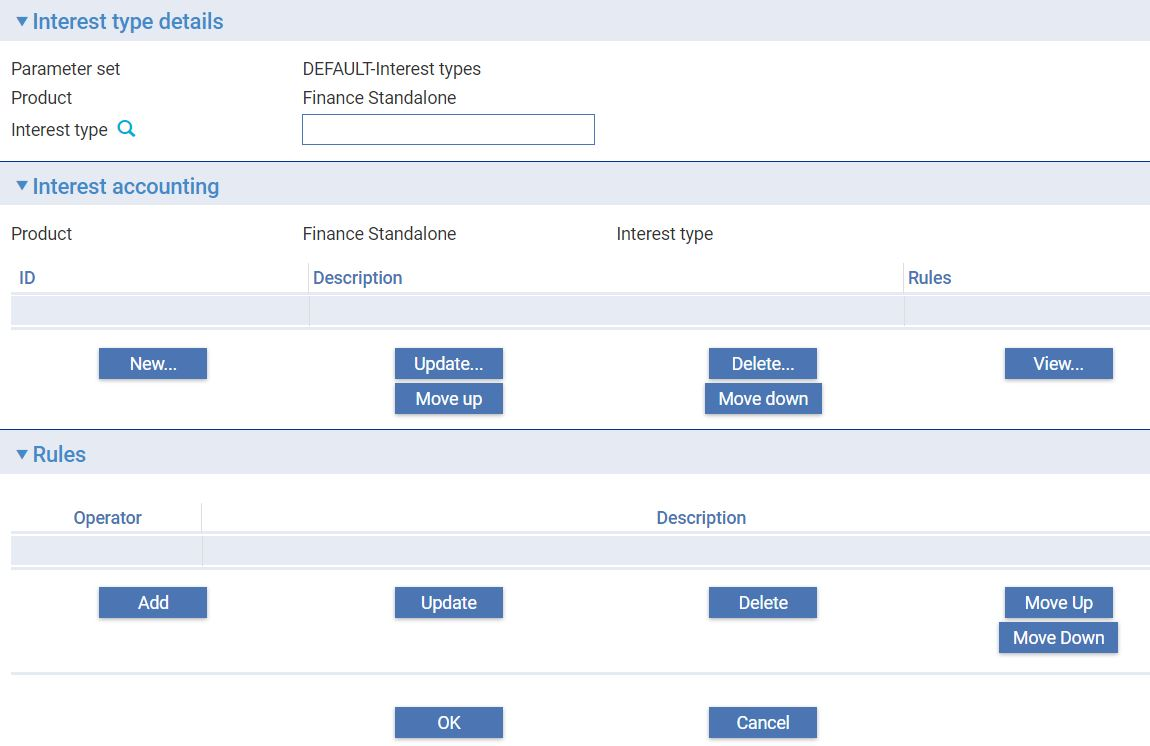 Interest type details
Parameter set DEFAULT-Interest types
Product Finance Standalone
Interest type
Interest accounting
Product Finance Standalone Interest type
ID Description Rules
New... Update... Delete... View...
Move up Move down
Rules
Operator Description
Add Update Delete Move Up
Move Down
OK Cancel